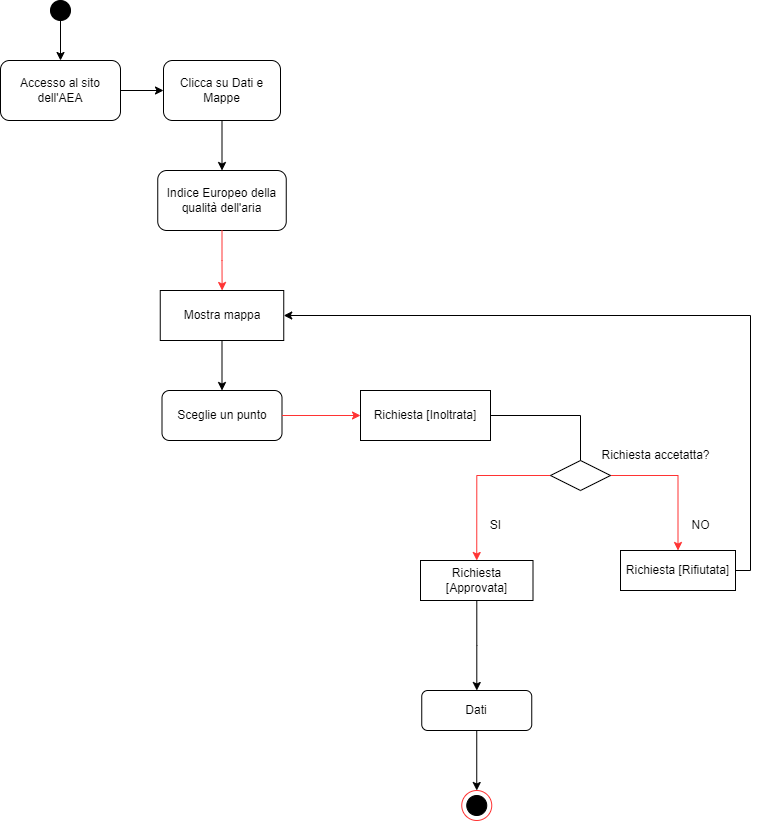 Accesso al sito
dell'AEA
Clicca su Dati e
Mappe
Indice Europeo della
qualità dell'aria
Mostra mappa
Sceglie un punto
Richiesta [Inoltrata]
Richiesta accetatta?
SI
NO
Richiesta
[Approvata]
Richiesta [Rifiutata]
Dati